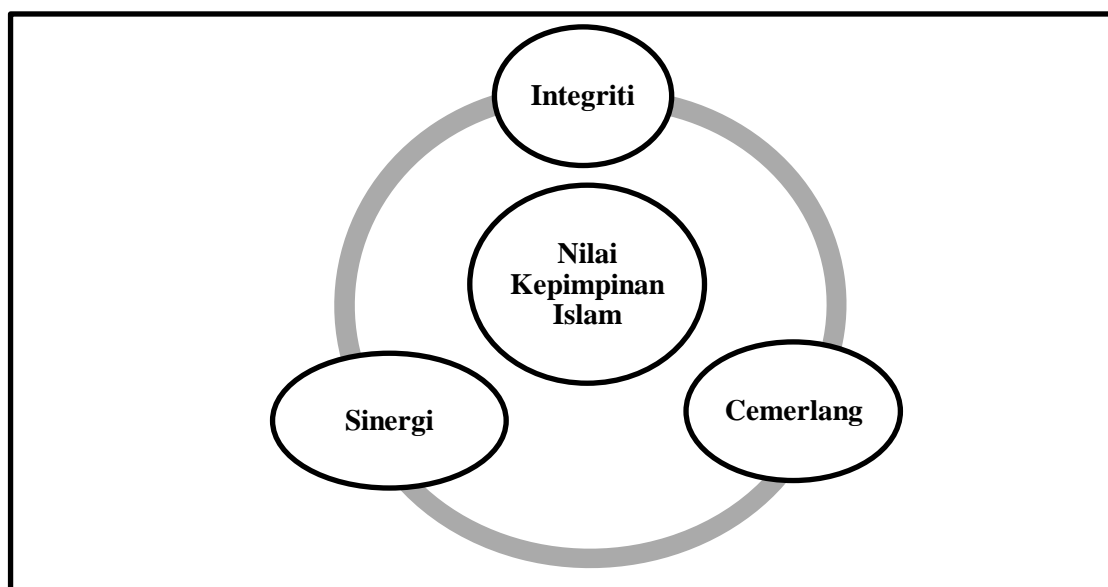 Integriti
Nilai
Kepimpinan
Islam
Sinergi
Cemerlang